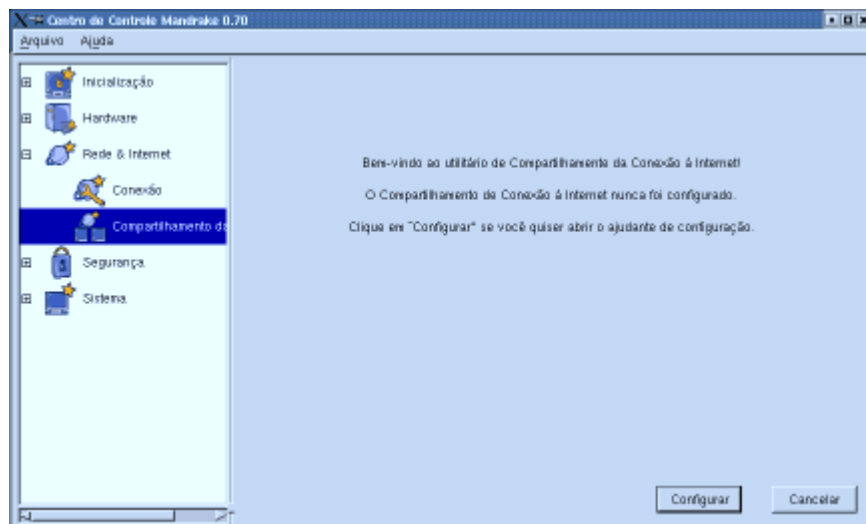 Centro de Controle Mandrake 0.70
Arquivo Ajuda
Inicialização
Hardware
Rede & Internet
Conexão
Compartilhamento da
Segurança
Sistema
Bem-vindo ao utilitário de Compartilhamente da Conexão à Internet!
O Compartilhamento de Conexão à Internet nunca foi configurado.
Clique em "Configurar" se você quiser abrir o ajudante de configuração.
Configurar
Cancelar